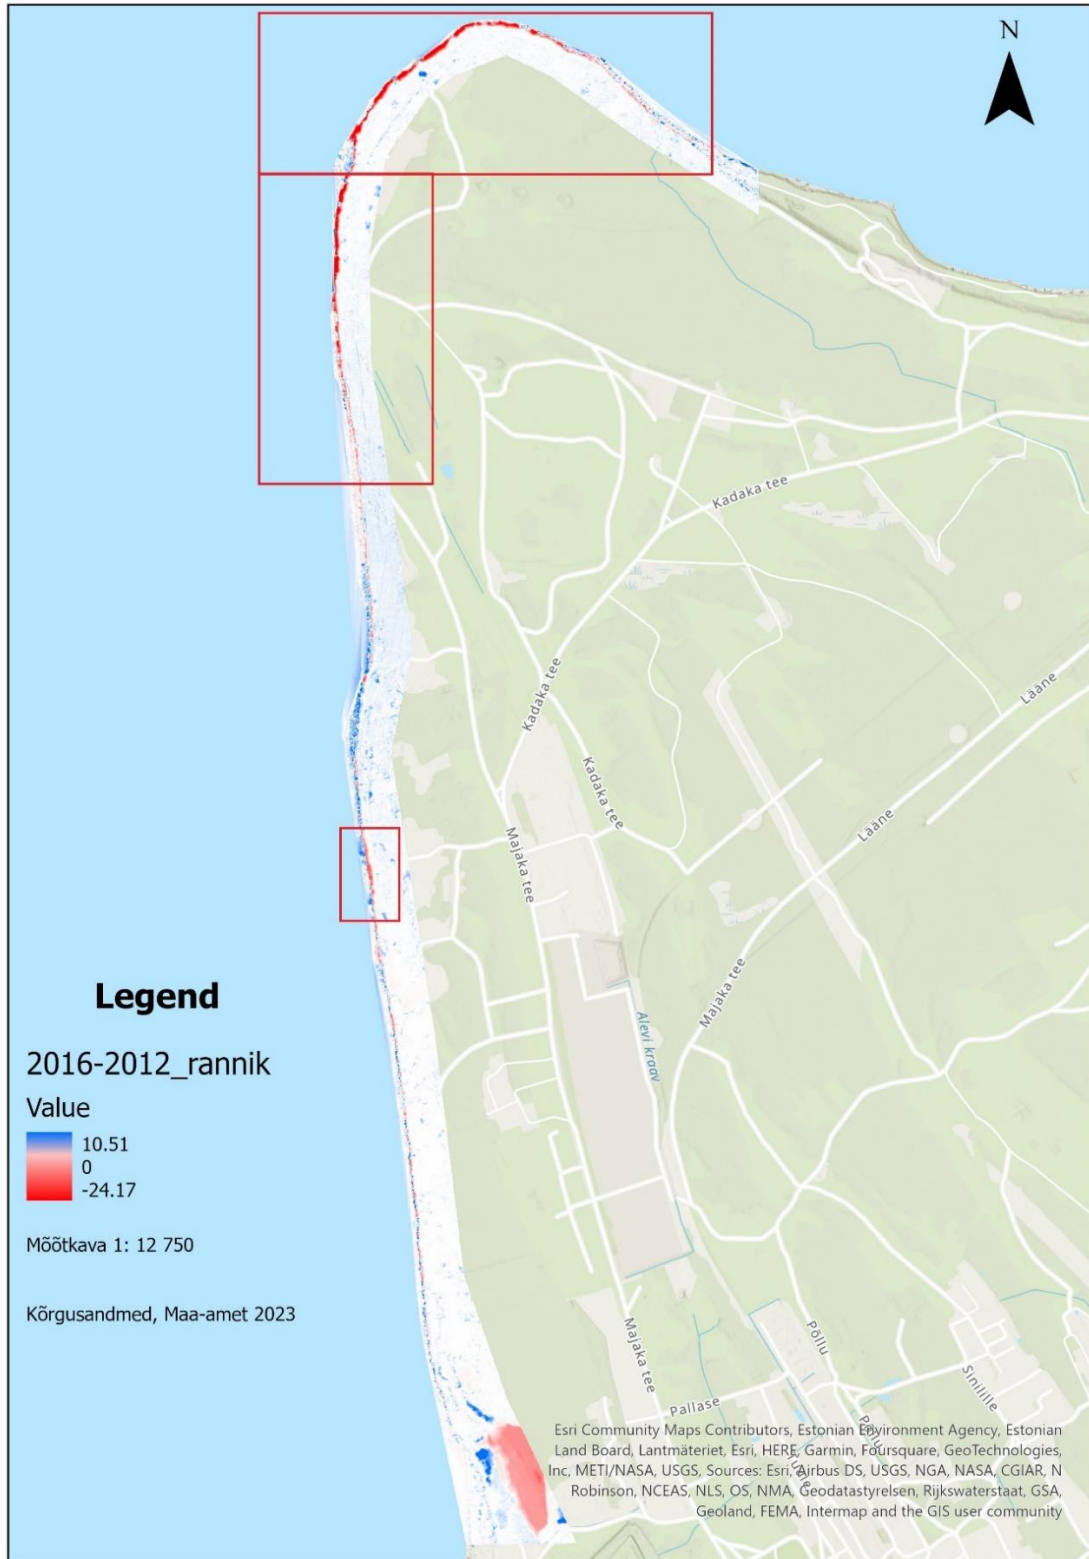 N
Kadaka tee
Lääne
Kadaka tee
Lääne
Kadaka tee
Majaka tee
Majaka tee
Legend
Alevi kraav
2016-2012_rannik
Value
10.51
0
-24.17
Mõõtkava 1: 12 750
Kõrgusandmed, Maa-amet 2023
Majaka tee
Põllu
Sinilille
Pallase
Põllu
Esri Community Maps Contributors, Estonian Environment Agency, Estonian
Land Board, Lantmäteriet, Esri, HERE, Garmin, Foursquare, GeoTechnologies,
Inc, METI/NASA, USGS, Sources: Esri, Airbus DS, USGS, NGA, NASA, CGIAR, N
Robinson, NCEAS, NLS, OS, NMA, Geodatastyrelsen, Rijkswaterstaat, GSA,
Geoland, FEMA, Intermap and the GIS user community